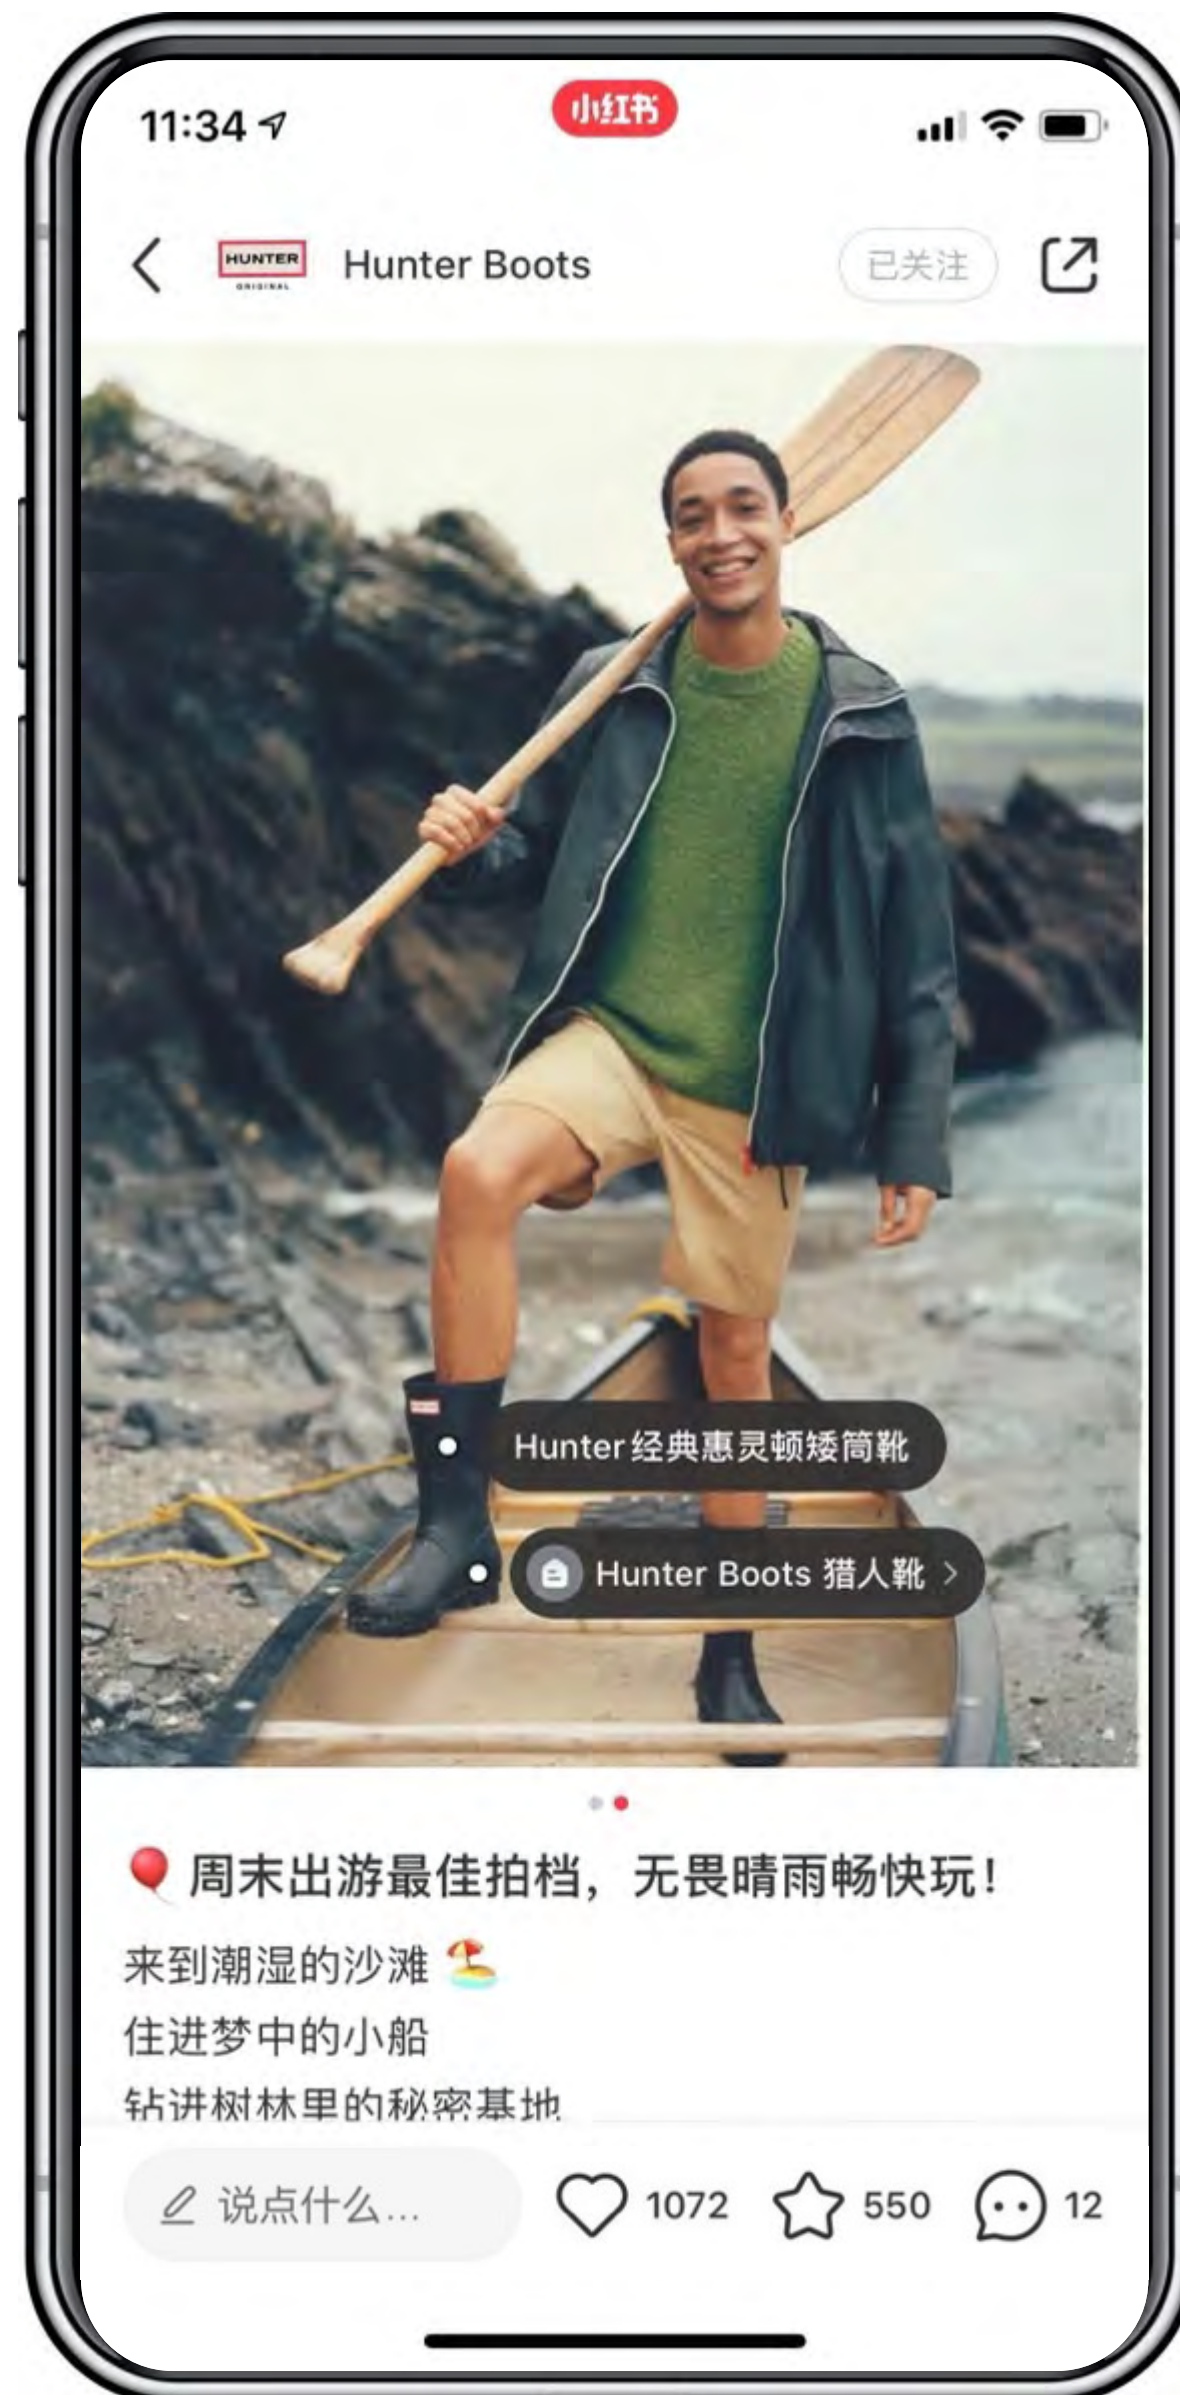 11:34
小红书
HUNTER
ORIGINAL
Hunter Boots
已关注
Hunter经典惠灵顿矮筒靴
Hunter Boots 猎人靴
🎈周末出游最佳拍档，无畏晴雨畅快玩！
来到潮湿的沙滩🏖
住进梦中的小船
钻进树林里的秘密基地
说点什么...
1072
550
12